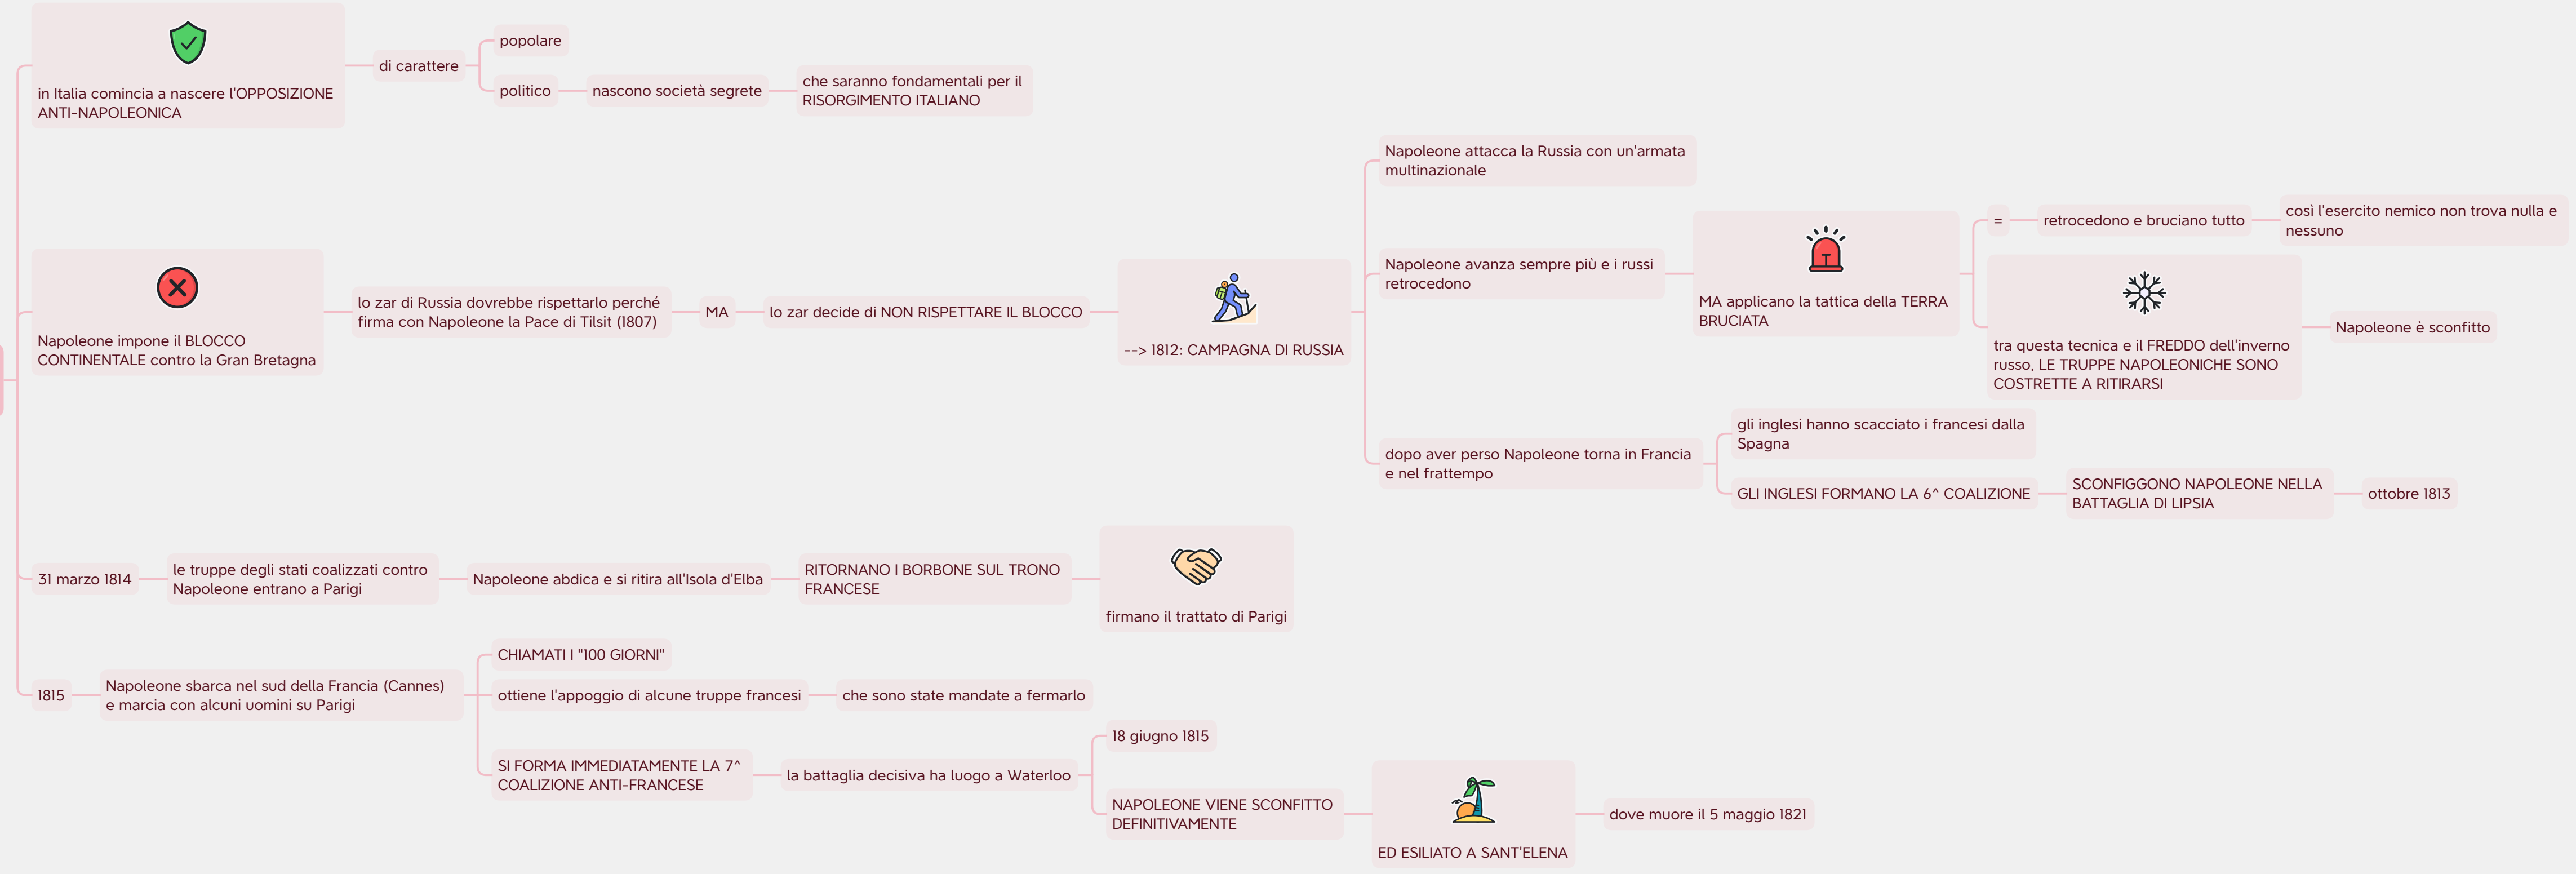 in Italia comincia a nascere l'OPPOSIZIONE
ANTI-NAPOLEONICA
di carattere
popolare
politico
nascono società segrete
che saranno fondamentali per il
RISORGIMENTO ITALIANO
Napoleone impone il BLOCCO
CONTINENTALE contro la Gran Bretagna
lo zar di Russia dovrebbe rispettarlo perché
firma con Napoleone la Pace di Tilsit (1807)
MA
lo zar decide di NON RISPETTARE IL BLOCCO
--> 1812: CAMPAGNA DI RUSSIA
Napoleone attacca la Russia con un'armata
multinazionale
Napoleone avanza sempre più e i russi
retrocedono
MA applicano la tattica della TERRA
BRUCIATA
=
retrocedono e bruciano tutto
così l'esercito nemico non trova nulla e
nessuno
tra questa tecnica e il FREDDO dell'inverno
russo, LE TRUPPE NAPOLEONICHE SONO
COSTRETTE A RITIRARSI
Napoleone è sconfitto
dopo aver perso Napoleone torna in Francia
e nel frattempo
gli inglesi hanno scacciato i francesi dalla
Spagna
GLI INGLESI FORMANO LA 6^ COALIZIONE
SCONFIGGONO NAPOLEONE NELLA
BATTAGLIA DI LIPSIA
ottobre 1813
31 marzo 1814
le truppe degli stati coalizzati contro
Napoleone entrano a Parigi
Napoleone abdica e si ritira all'Isola d'Elba
RITORNANO I BORBONE SUL TRONO
FRANCESE
firmano il trattato di Parigi
1815
Napoleone sbarca nel sud della Francia (Cannes)
e marcia con alcuni uomini su Parigi
CHIAMATI I "100 GIORNI"
ottiene l'appoggio di alcune truppe francesi
che sono state mandate a fermarlo
SI FORMA IMMEDIATAMENTE LA 7^
COALIZIONE ANTI-FRANCESE
la battaglia decisiva ha luogo a Waterloo
18 giugno 1815
NAPOLEONE VIENE SCONFITTO
DEFINITIVAMENTE
ED ESILIATO A SANT'ELENA
dove muore il 5 maggio 1821